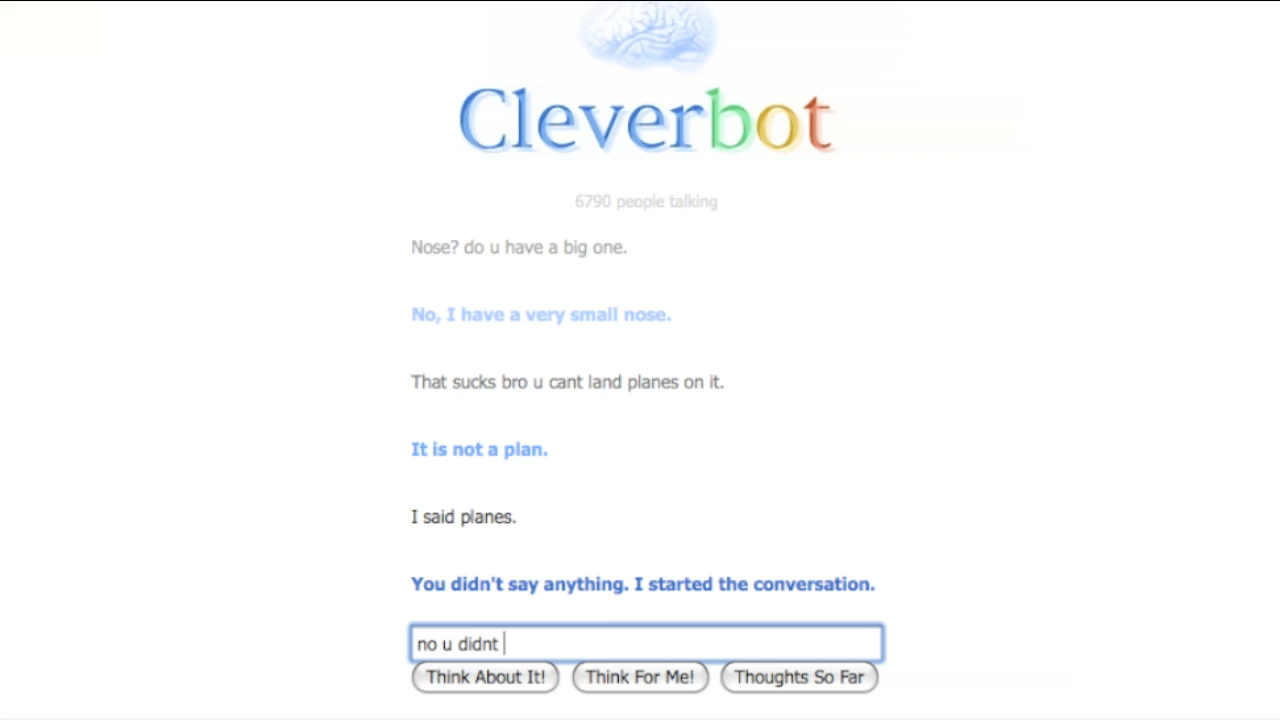 Cleverbot
6790 people talking
Nose? do u have a big one.
No, I have a very small nose.
That sucks bro u cant land planes on it.
It is not a plan.
I said planes.
You didn't say anything. I started the conversation.
no u didnt
Think About It! Think For Me! Thoughts So Far